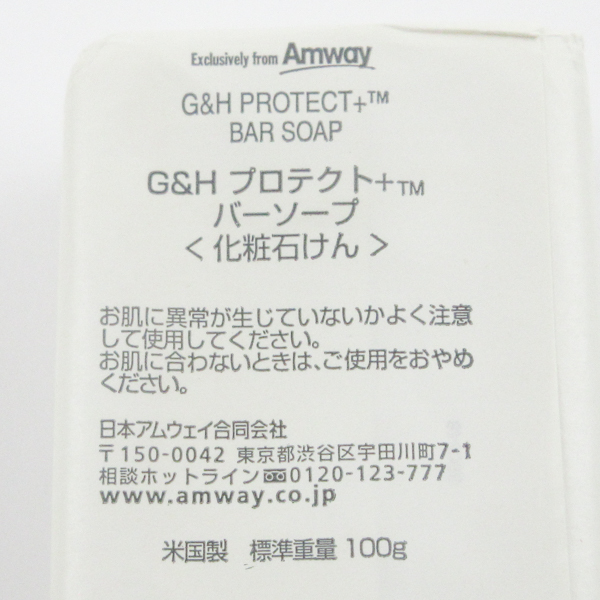 Exclusively from Amway
G&H PROTECT+™
BAR SOAP
G&H プロテクト+™
バーソープ
＜化粧石けん＞
お肌に異常が生じていないかよく注意
して使用してください。
お肌に合わないときは、ご使用をおやめ
ください。
日本アムウェイ合同会社
〒150-0042 東京都渋谷区宇田川町7-1
相談ホットライン 0120-123-777
www.amway.co.jp
米国製 標準重量 100g